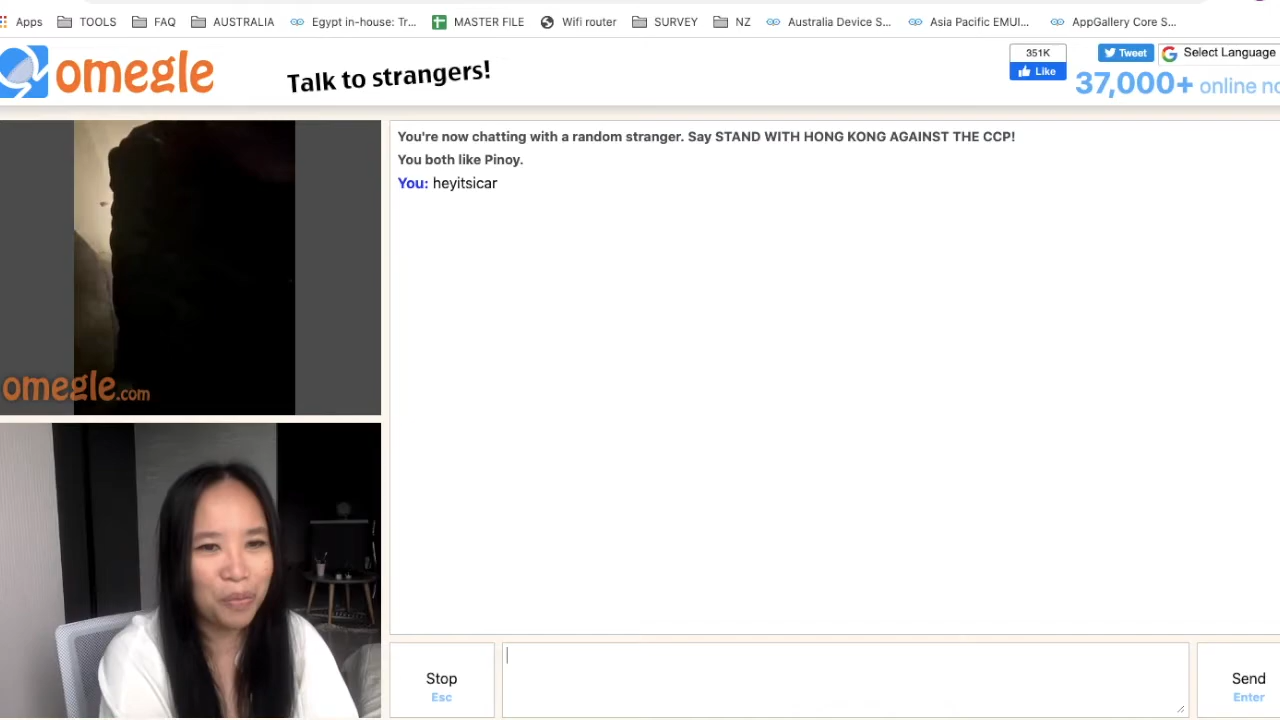 Apps TOOLS FAQ AUSTRALIA Egypt in-house: Tr... MASTER FILE Wifi router SURVEY NZ Australia Device S... Asia Pacific EMUI... AppGallery Core S...
omegle Talk to strangers!
351K
Like
Tweet
G Select Language
37,000+ online no
You're now chatting with a random stranger. Say STAND WITH HONG KONG AGAINST THE CCP!
You both like Pinoy.
You: heyitsicar
omegle.com
Stop
Esc
Send
Enter